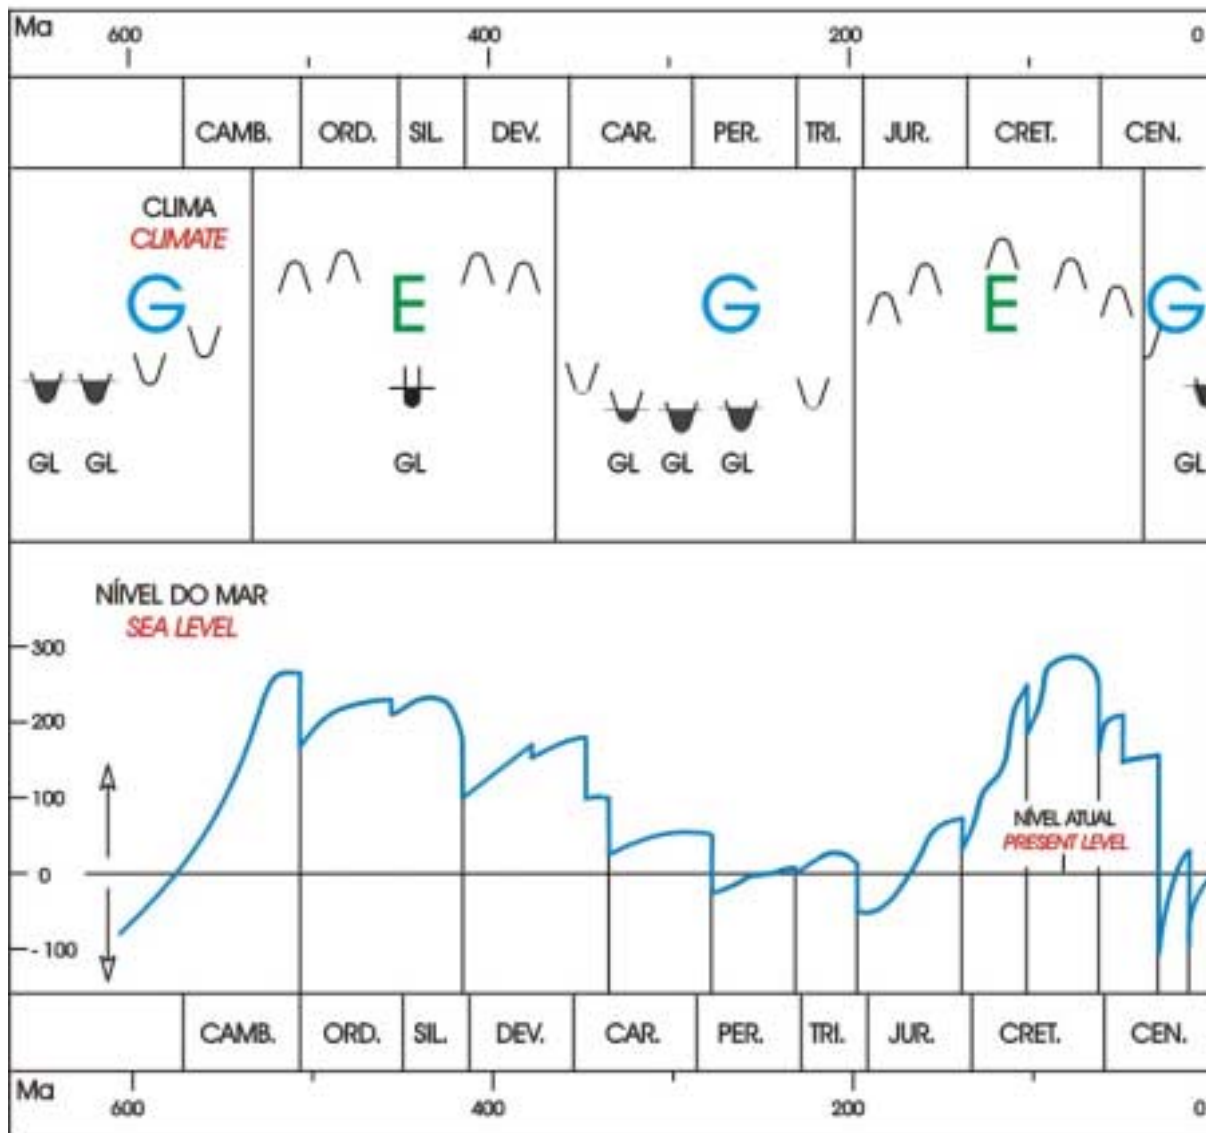 Ma 600 400 200 0
CAMB. ORD. SIL. DEV. CAR. PER. TRI. JUR. CRET. CEN.
CLIMA
CLIMATE
G E G E G
GL GL GL GL GL GL GL
NÍIVEL DO MAR
SEA LEVEL
300
200
100
NÍVEL ATUAL
PRESENT LEVEL
0
- 100
CAMB. ORD. SIL. DEV. CAR. PER. TRI. JUR. CRET. CEN.
Ma
600 400 200 0